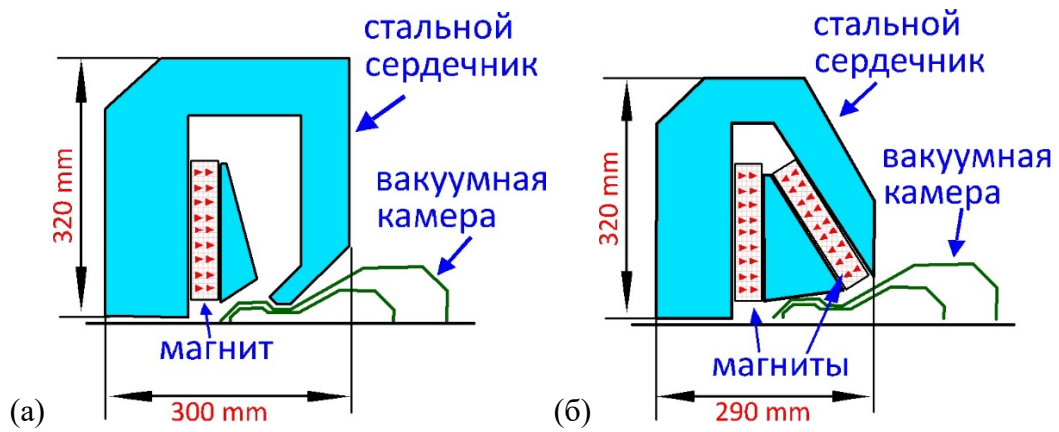 стальной
сердечник
вакуумная
камера
320 mm
магнит
300 mm
(а)
стальной
сердечник
вакуумная
камера
320 mm
магниты
290 mm
(б)